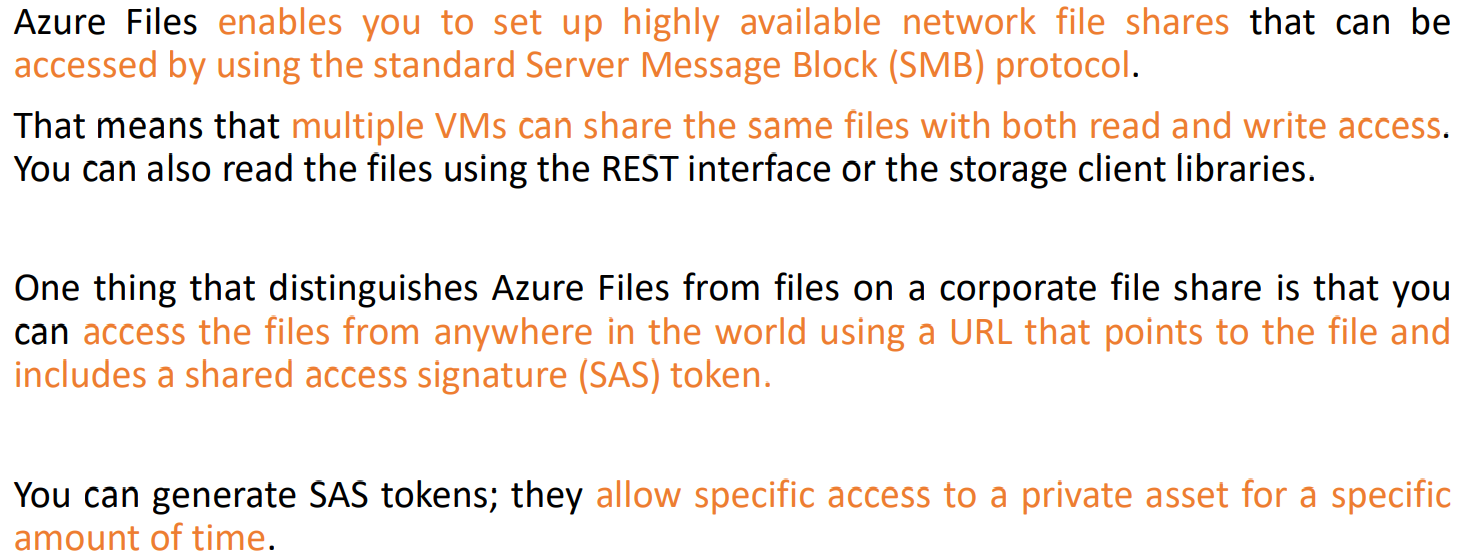 Azure Files enables you to set up highly available network file shares that can be
accessed by using the standard Server Message Block (SMB) protocol.
That means that multiple VMs can share the same files with both read and write access.
You can also read the files using the REST interface or the storage client libraries.
One thing that distinguishes Azure Files from files on a corporate file share is that you
can access the files from anywhere in the world using a URL that points to the file and
includes a shared access signature (SAS) token.
You can generate SAS tokens; they allow specific access to a private asset for a specific
amount of time.